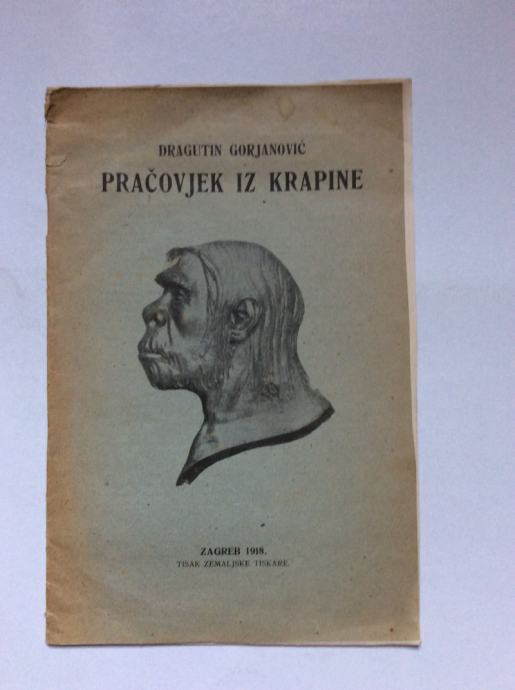 DRAGUTIN GORJANOVIĆ
PRAČOVJEK IZ KRAPINE
ZAGREB 1918.
TISAK ZEMALJSKE TISKARE.